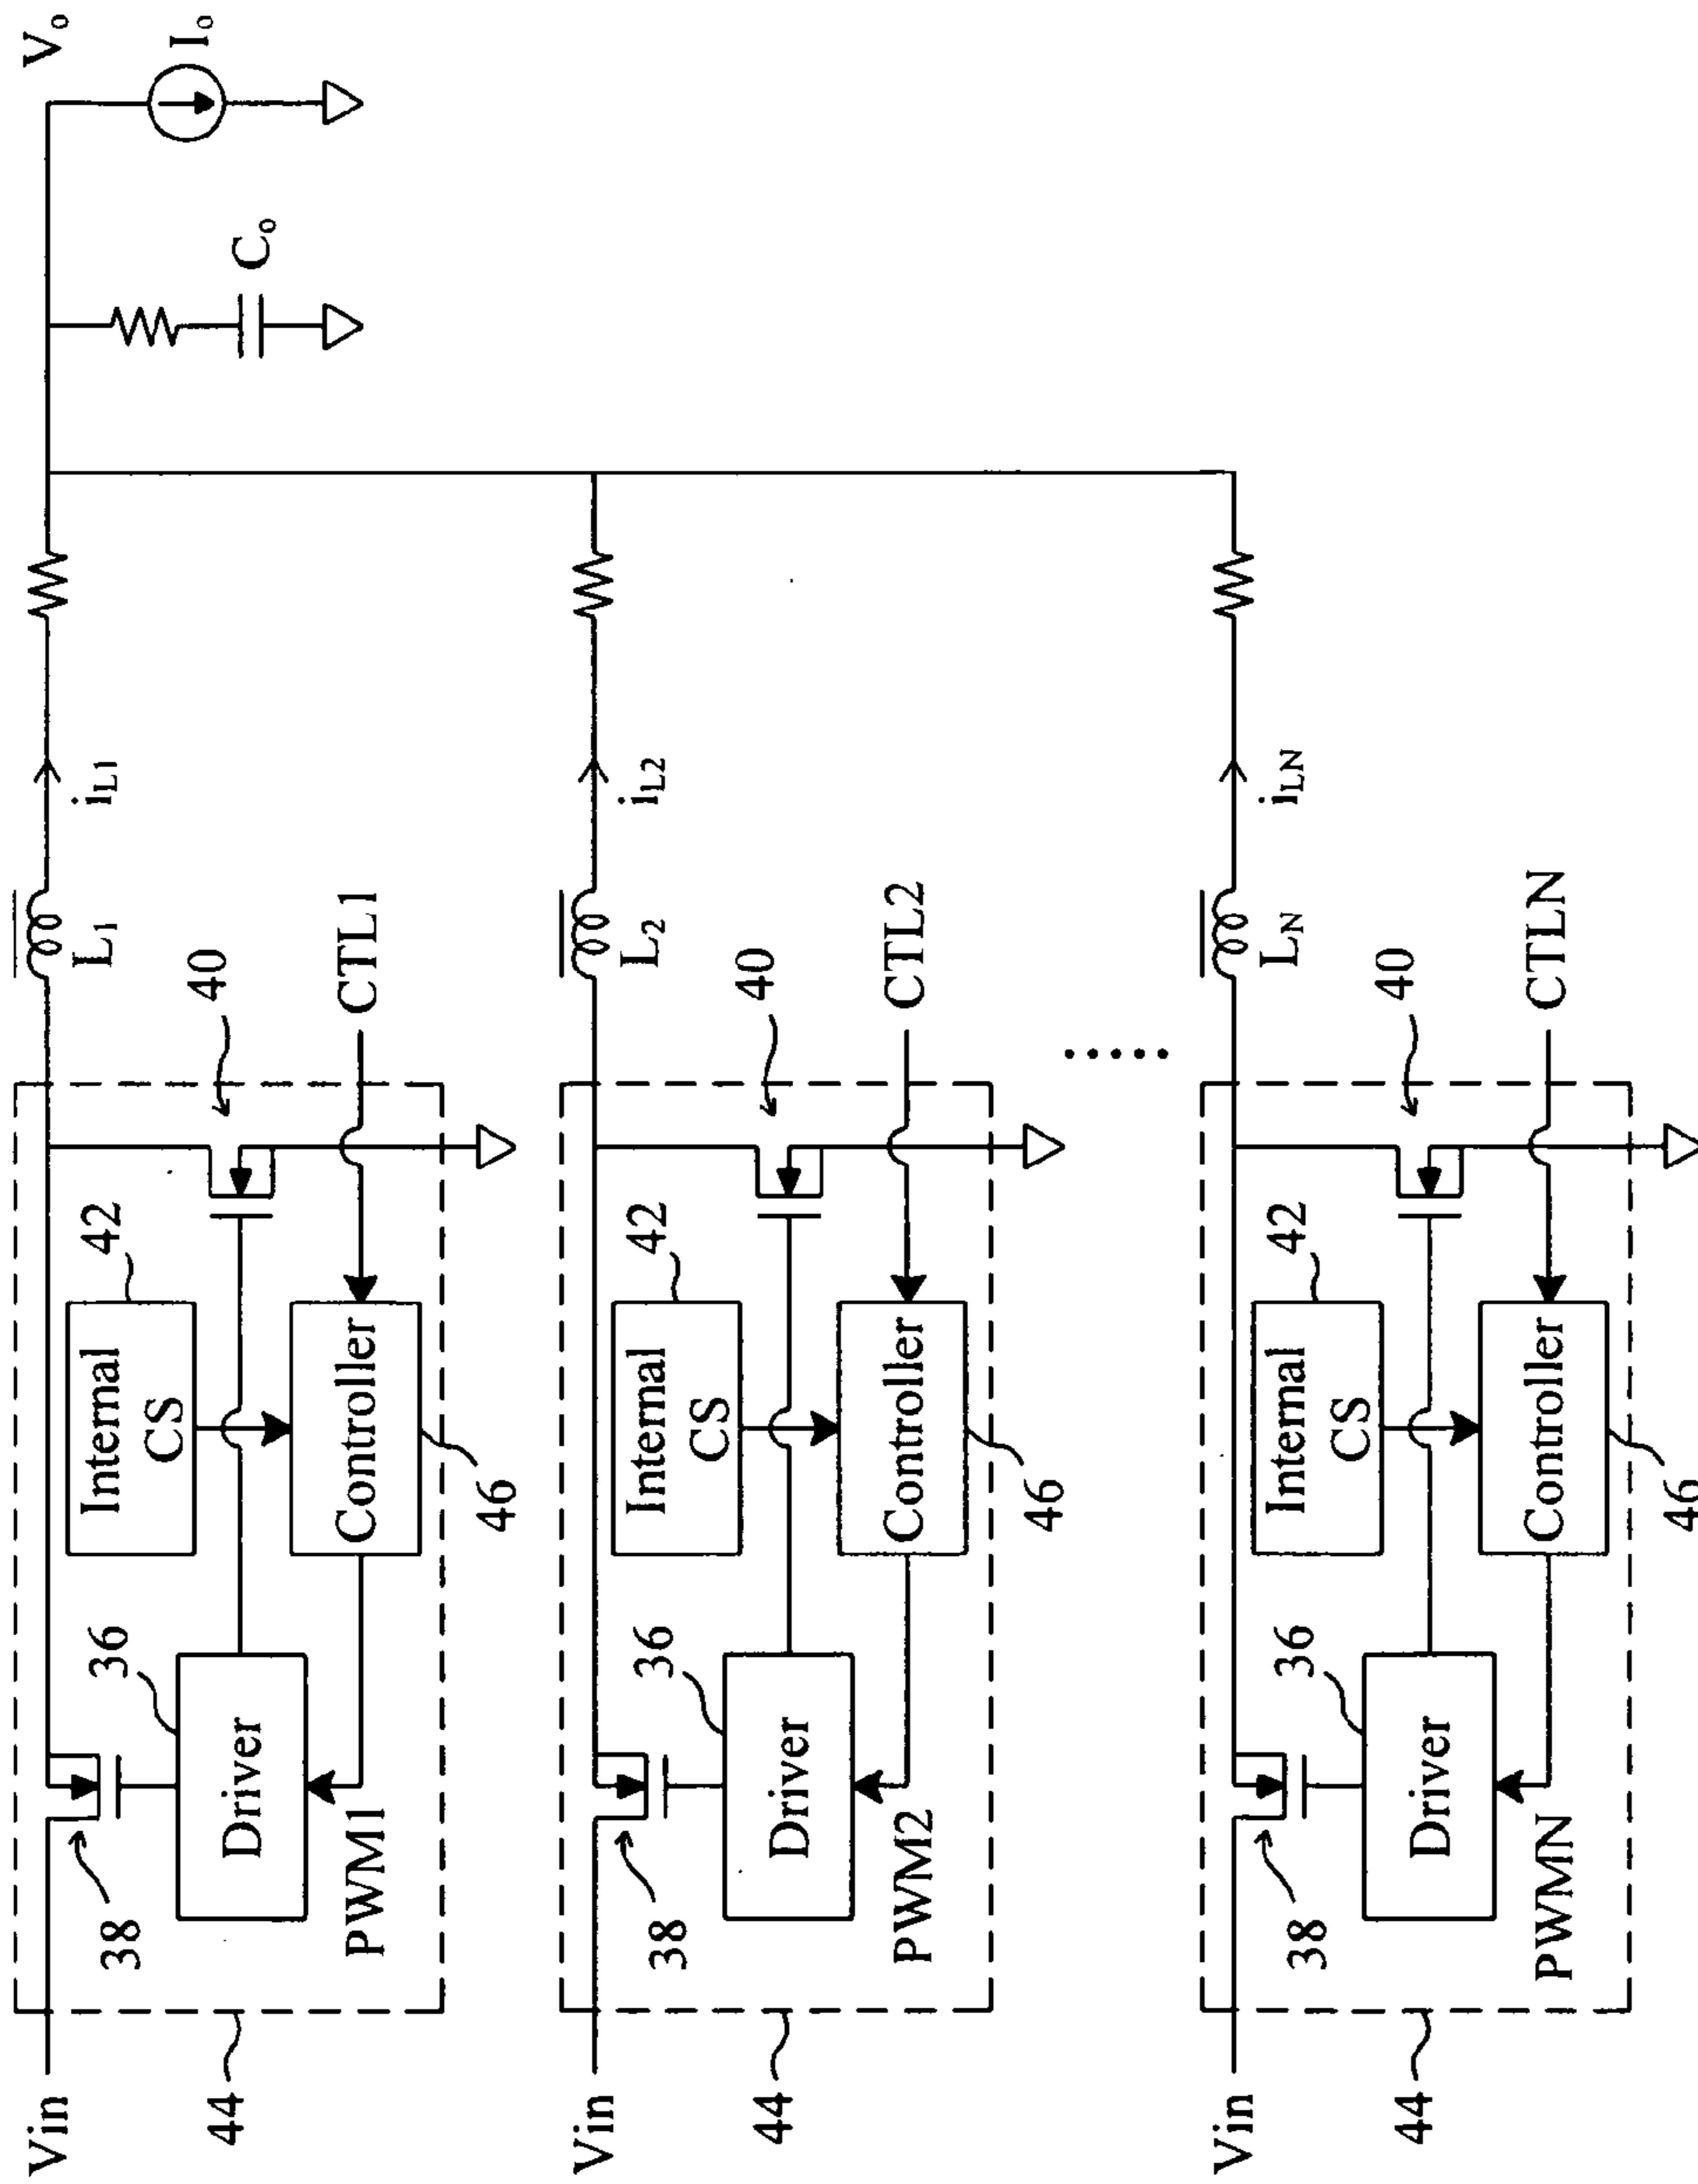 Vin
44
38
36
Driver
PWM1
Internal
CS
42
Controller
46
40
CTL1
L₁
iL1
Vₒ
Cₒ
Iₒ
Vin
44
38
36
Driver
PWM2
Internal
CS
42
Controller
46
40
CTL2
L₂
iL2
Vin
44
38
36
Driver
PWMN
Internal
CS
42
Controller
46
40
CTLN
LN
iLN